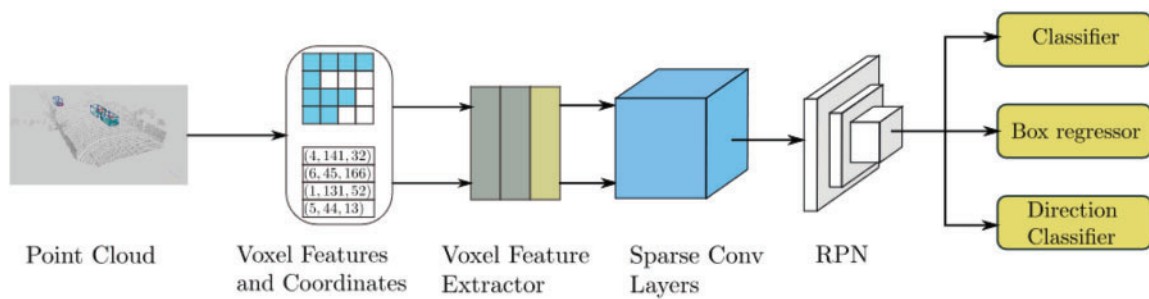 (4, 141, 32)
(6, 45, 166)
(1, 131, 52)
(5, 44, 13)
Point Cloud
Voxel Features
and Coordinates
Voxel Feature
Extractor
Sparse Conv
Layers
RPN
Classifier
Box regressor
Direction
Classifier